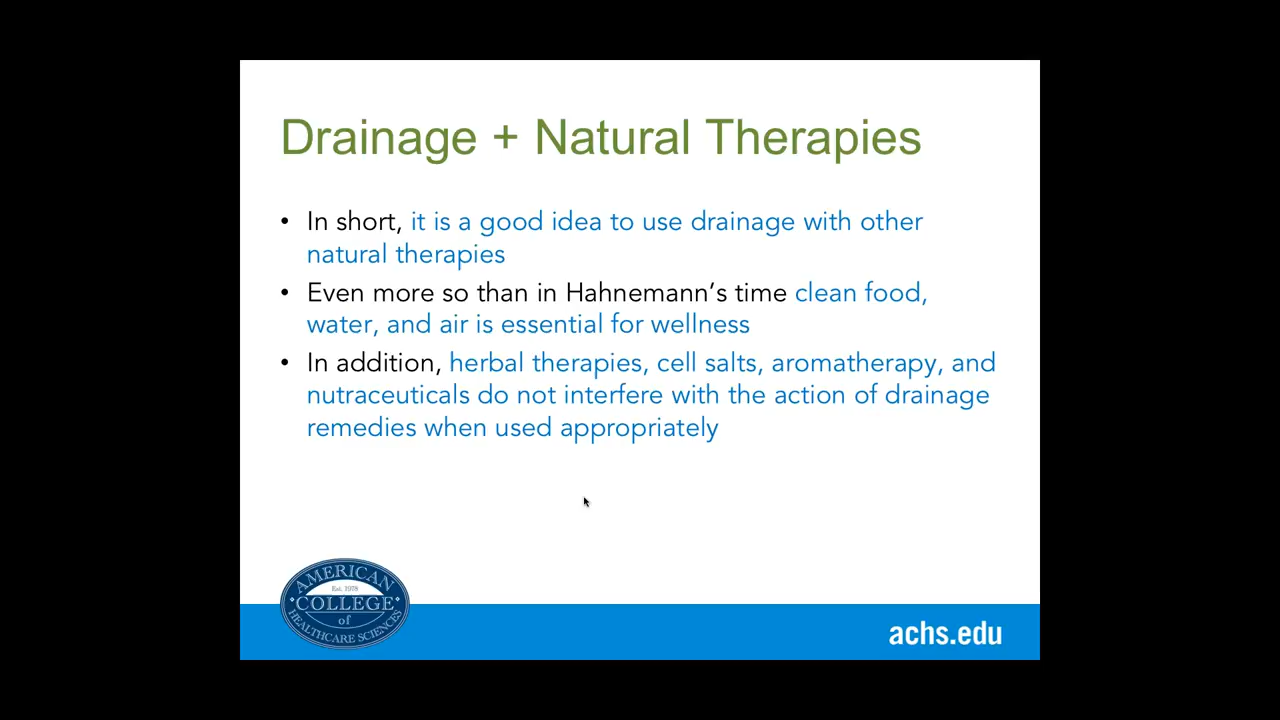 Drainage + Natural Therapies
• In short, it is a good idea to use drainage with other
natural therapies
• Even more so than in Hahnemann’s time clean food,
water, and air is essential for wellness
• In addition, herbal therapies, cell salts, aromatherapy, and
nutraceuticals do not interfere with the action of drainage
remedies when used appropriately
AMERICAN
Est. 1978
COLLEGE
of
HEALTHCARE SCIENCES
achs.edu